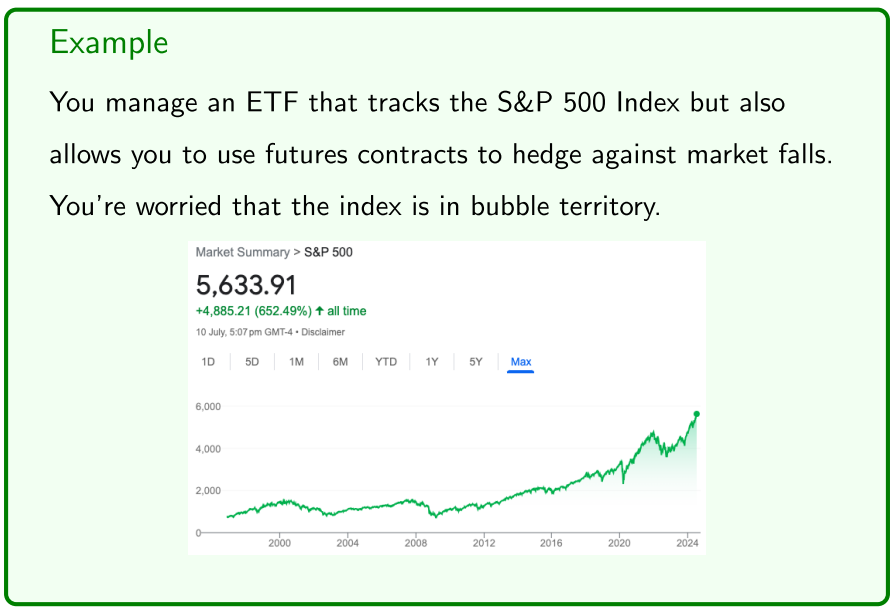 Example
You manage an ETF that tracks the S&P 500 Index but also
allows you to use futures contracts to hedge against market falls.
You're worried that the index is in bubble territory.
Market Summary > S&P 500
5,633.91
+4,885.21 (652.49%) ↑ all time
10 July, 5:07 pm GMT-4 • Disclaimer
1D 5D 1M 6M YTD 1Y 5Y Max
6,000
4,000
2,000
0
2000 2004 2008 2012 2016 2020 2024